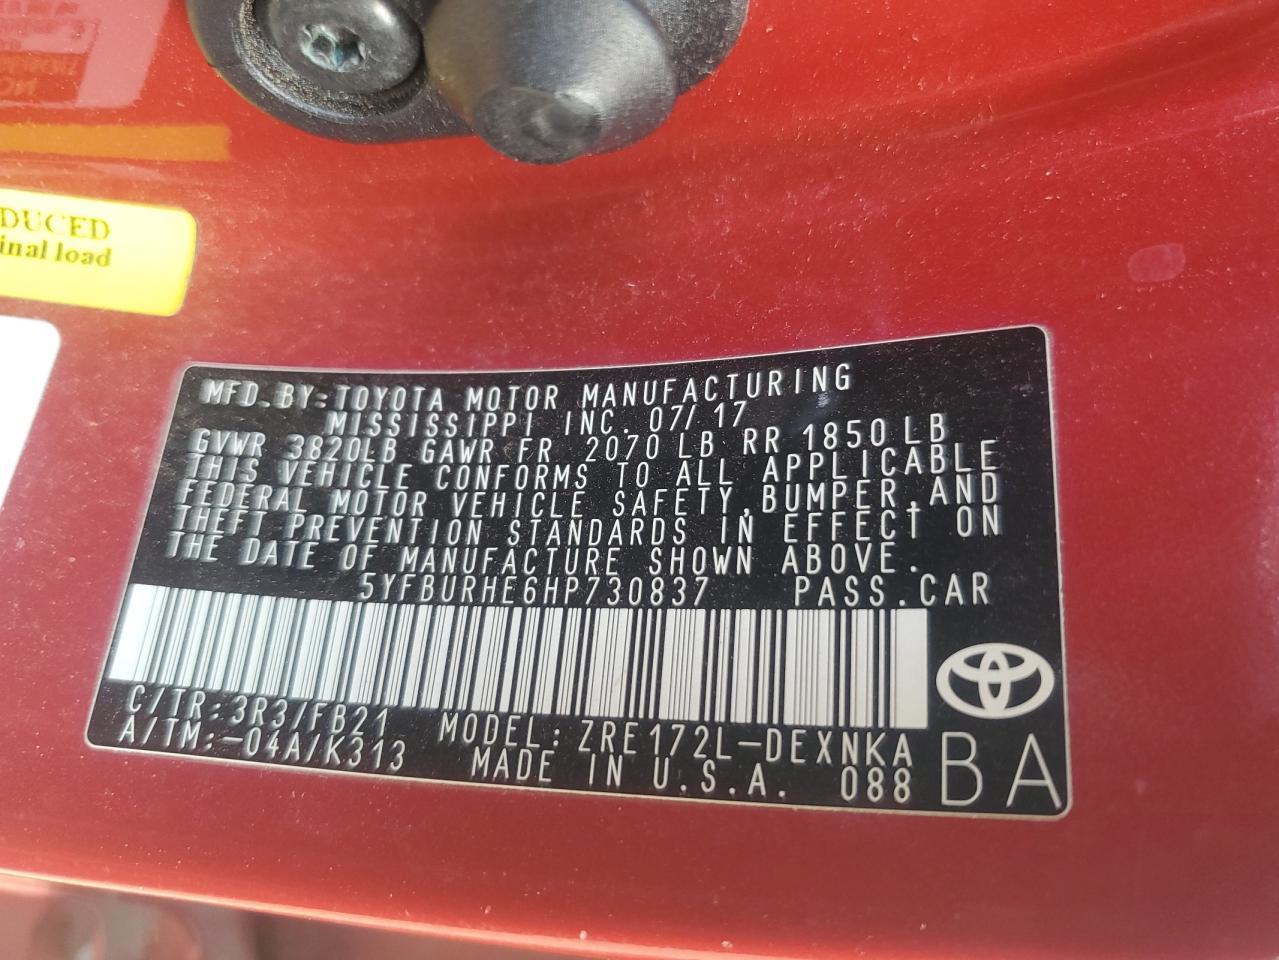 DUCED
inal load
MFD.BY:TOYOTA MOTOR MANUFACTURING
MISSISSIPPI INC. 07/17
GVWR 3820LB GAWR FR 2070 LB RR 1850 LB
THIS VEHICLE CONFORMS TO ALL APPLICABLE
FEDERAL MOTOR VEHICLE SAFETY,BUMPER,AND
THEFT PREVENTION STANDARDS IN EFFECT ON
THE DATE OF MANUFACTURE SHOWN ABOVE.
5YFBURHE6HP730837 PASS.CAR
C/TR:3R3/FB21 MODEL:ZRE172L-DEXNKA
A/TM:-04A/K313 MADE IN U.S.A. 088 BA